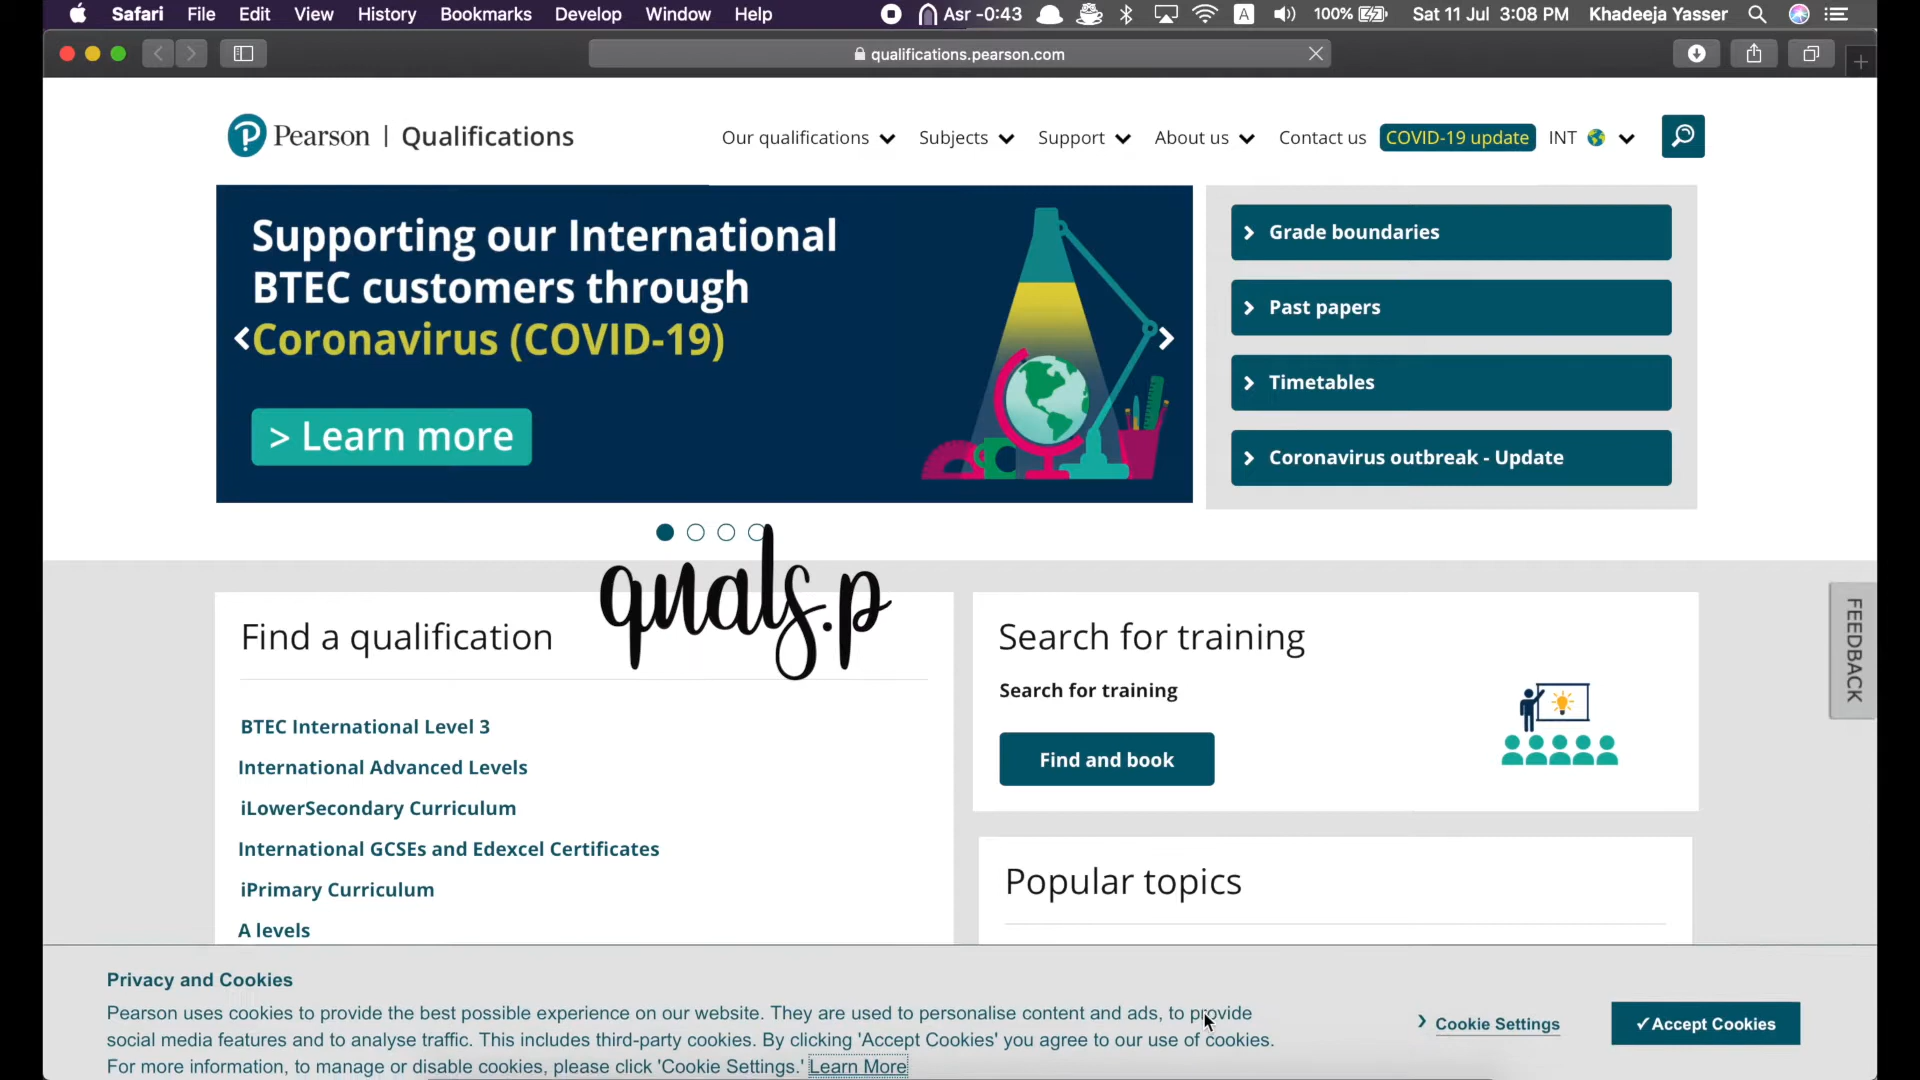 Safari File Edit View History Bookmarks Develop Window Help Asr -0:43 A 100% Sat 11 Jul 3:08 PM Khadeeja Yasser
qualifications.pearson.com
Pearson | Qualifications
Our qualifications Subjects Support About us Contact us COVID-19 update INT
Supporting our International
BTEC customers through
Coronavirus (COVID-19)
> Learn more
Grade boundaries
Past papers
Timetables
Coronavirus outbreak - Update
quals.p
Find a qualification
BTEC International Level 3
International Advanced Levels
iLowerSecondary Curriculum
International GCSEs and Edexcel Certificates
iPrimary Curriculum
A levels
Search for training
Search for training
Find and book
Popular topics
FEEDBACK
Privacy and Cookies
Pearson uses cookies to provide the best possible experience on our website. They are used to personalise content and ads, to provide
social media features and to analyse traffic. This includes third-party cookies. By clicking 'Accept Cookies' you agree to our use of cookies.
For more information, to manage or disable cookies, please click 'Cookie Settings.' Learn More
Cookie Settings
✓Accept Cookies